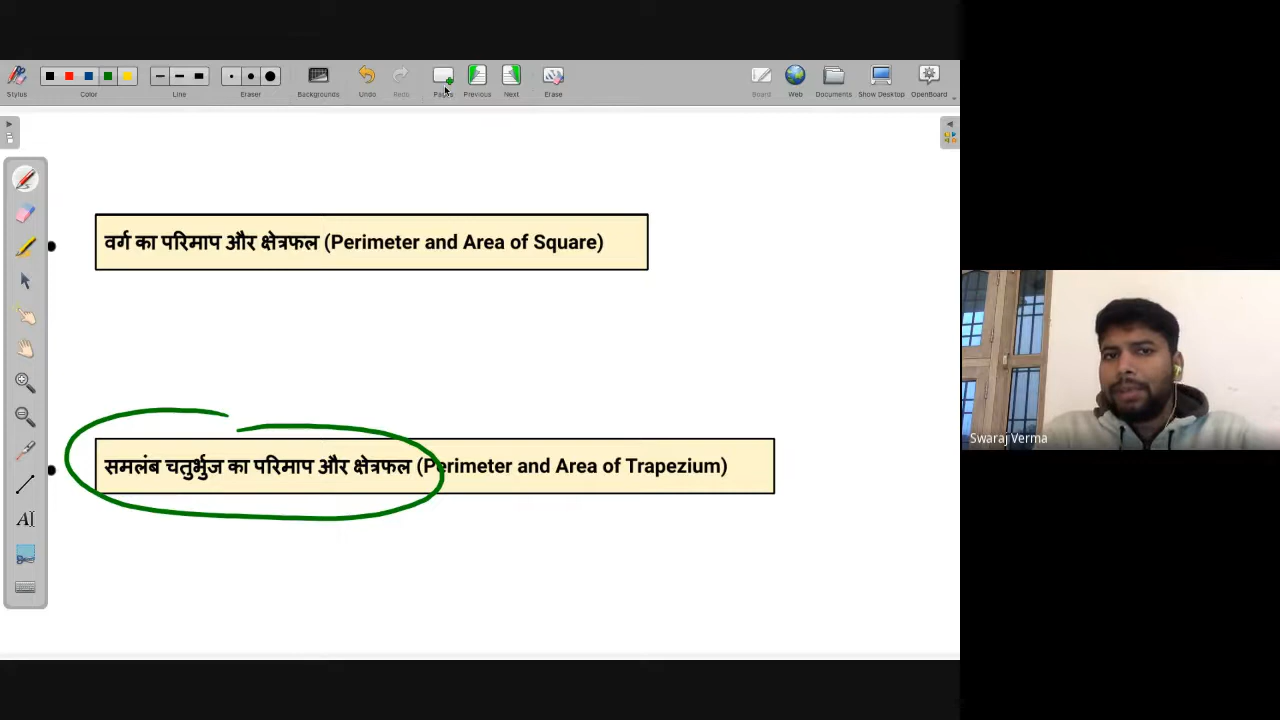 Stylus Color Line Eraser Backgrounds Undo Redo Pages Previous Next Erase Board Web Documents Show Desktop OpenBoard
वर्ग का परिमाप और क्षेत्रफल (Perimeter and Area of Square)
Swaraj Verma
समलंब चतुर्भुज का परिमाप और क्षेत्रफल (Perimeter and Area of Trapezium)
AI